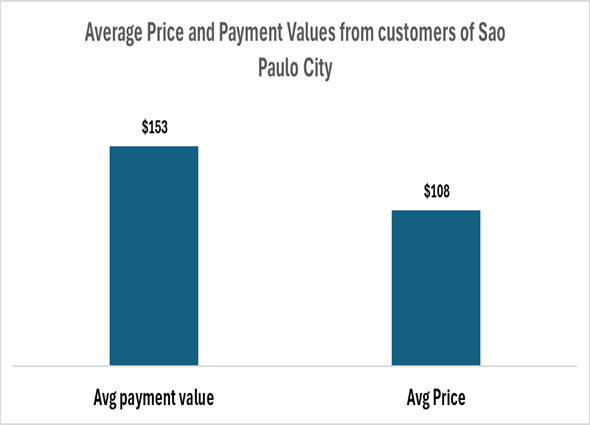 Average Price and Payment Values from customers of Sao
Paulo City
$153
$108
Avg payment value
Avg Price